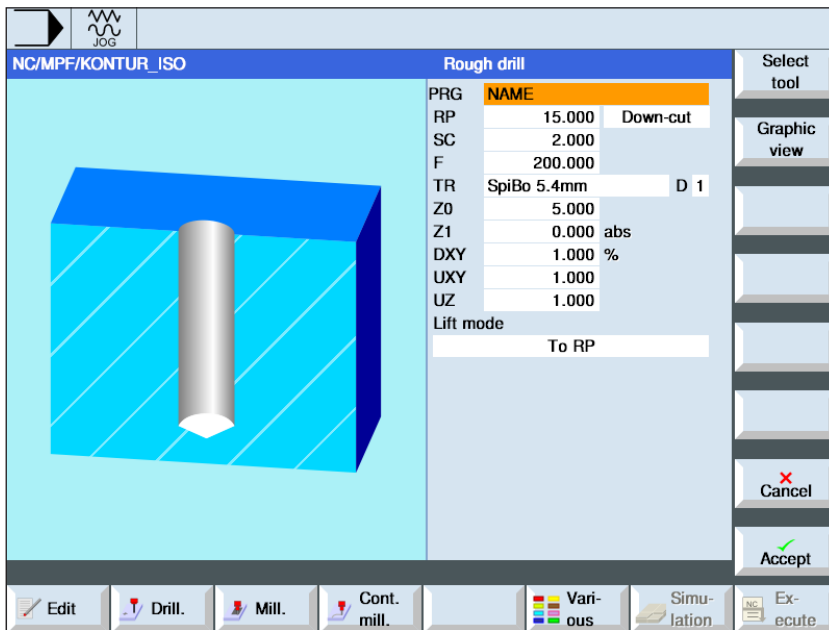 JOG
NC/MPF/KONTUR_ISO
Rough drill
PRG NAME
RP 15.000 Down-cut
SC 2.000
F 200.000
TR SpiBo 5.4mm D 1
Z0 5.000
Z1 0.000 abs
DXY 1.000 %
UXY 1.000
UZ 1.000
Lift mode
To RP
Select
tool
Graphic
view
Cancel
Accept
Edit
Drill.
Mill.
Cont.
mill.
Vari-
ous
Simu-
lation
NC
Ex-
ecute